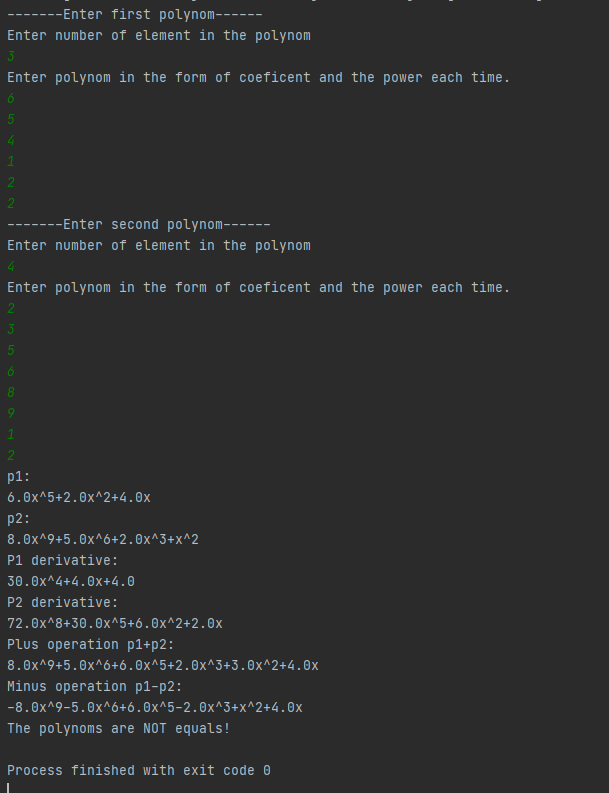 -------Enter first polynom------
Enter number of element in the polynom
3
Enter polynom in the form of coeficent and the power each time.
6
5
4
1
2
2
-------Enter second polynom------
Enter number of element in the polynom
4
Enter polynom in the form of coeficent and the power each time.
2
3
5
6
8
9
1
2
p1:
6.0x^5+2.0x^2+4.0x
p2:
8.0x^9+5.0x^6+2.0x^3+x^2
P1 derivative:
30.0x^4+4.0x+4.0
P2 derivative:
72.0x^8+30.0x^5+6.0x^2+2.0x
Plus operation p1+p2:
8.0x^9+5.0x^6+6.0x^5+2.0x^3+3.0x^2+4.0x
Minus operation p1-p2:
-8.0x^9-5.0x^6+6.0x^5-2.0x^3+x^2+4.0x
The polynoms are NOT equals!
Process finished with exit code 0